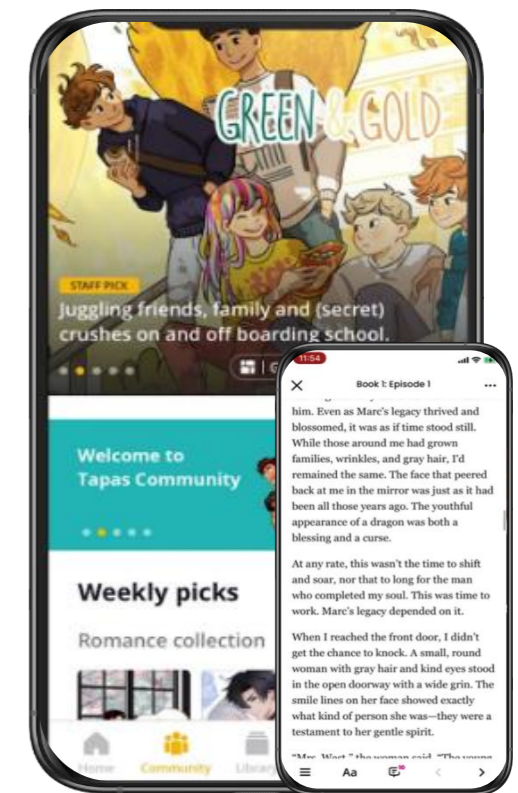 GREEN & GOLD
STAFF PICK
Juggling friends, family and (secret)
crushes on and off boarding school.
Welcome to
Tapas Community
Weekly picks
Romance collection
Home
Community
Library
11:54
Book 1: Episode 1
him. Even as Marc's legacy thrived and
blossomed, it was as if time stood still.
While those around me had grown
families, wrinkles, and gray hair, I'd
remained the same. The face that peered
back at me in the mirror was just as it had
been all those years ago. The youthful
appearance of a dragon was both a
blessing and a curse.
At any rate, this wasn't the time to shift
and soar, nor that to long for the man
who completed my soul. This was time to
work. Marc's legacy depended on it.
When I reached the front door, I didn't
get the chance to knock. A small, round
woman with gray hair and kind eyes stood
in the open doorway with a wide grin. The
smile lines on her face showed exactly
what kind of person she was—they were a
testament to her gentle spirit.
"Mrs. West," the woman said. "The young
Aa